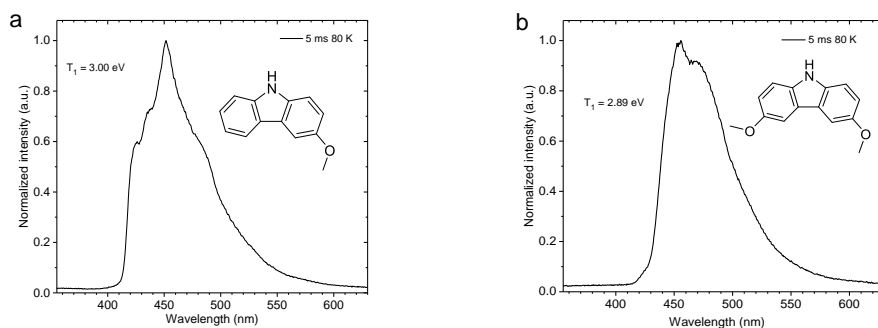 a
5 ms 80 K
T₁ = 3.00 eV
H
N
O
Normalized intensity (a.u.)
1.0
0.8
0.6
0.4
0.2
0.0
400
450
500
550
600
Wavelength (nm)
b
5 ms 80 K
T₁ = 2.89 eV
H
N
O
O
Normalized intensity (a.u.)
1.0
0.8
0.6
0.4
0.2
0.0
400
450
500
550
600
Wavelength (nm)